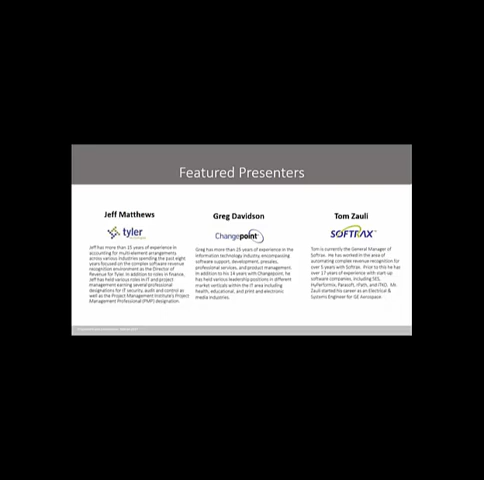 Featured Presenters
Jeff Matthews
tyler
Jeff has more than 15 years of experience in
accounting for multi-element arrangements
across various industries spending the past eight
years focused on the complex software revenue
recognition environment as the Director of
Revenue for Tyler. In addition to roles in finance,
Jeff has held various roles in IT and project
management earning several professional
designations for IT security, audit and control as
well as the Project Management Institute's Project
Management Professional (PMP) designation.
Greg Davidson
Changepoint
Greg has more than 25 years of experience in the
information technology industry, encompassing
software support, development, presales,
professional services, and product management.
In addition to his 14 years with Changepoint, he
has held various leadership positions in different
market verticals within the IT area including
health, educational, and print and electronic
media industries.
Tom Zauli
SOFTRAX
Tom is currently the General Manager of
Softrax. He has worked in the area of
automating complex revenue recognition for
over 5 years with Softrax. Prior to this he has
over 17 years of experience with start-up
software companies, including SES,
HyPerformix, Parasoft, iPath, and ITKO. Mr.
Zauli started his career as an Electrical &
Systems Engineer for GE Aerospace.